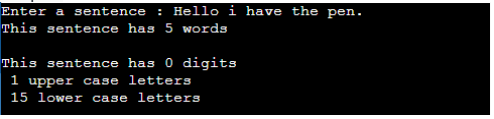 Enter a sentence : Hello i have the pen.
This sentence has 5 words
This sentence has 0 digits
1 upper case letters
15 lower case letters